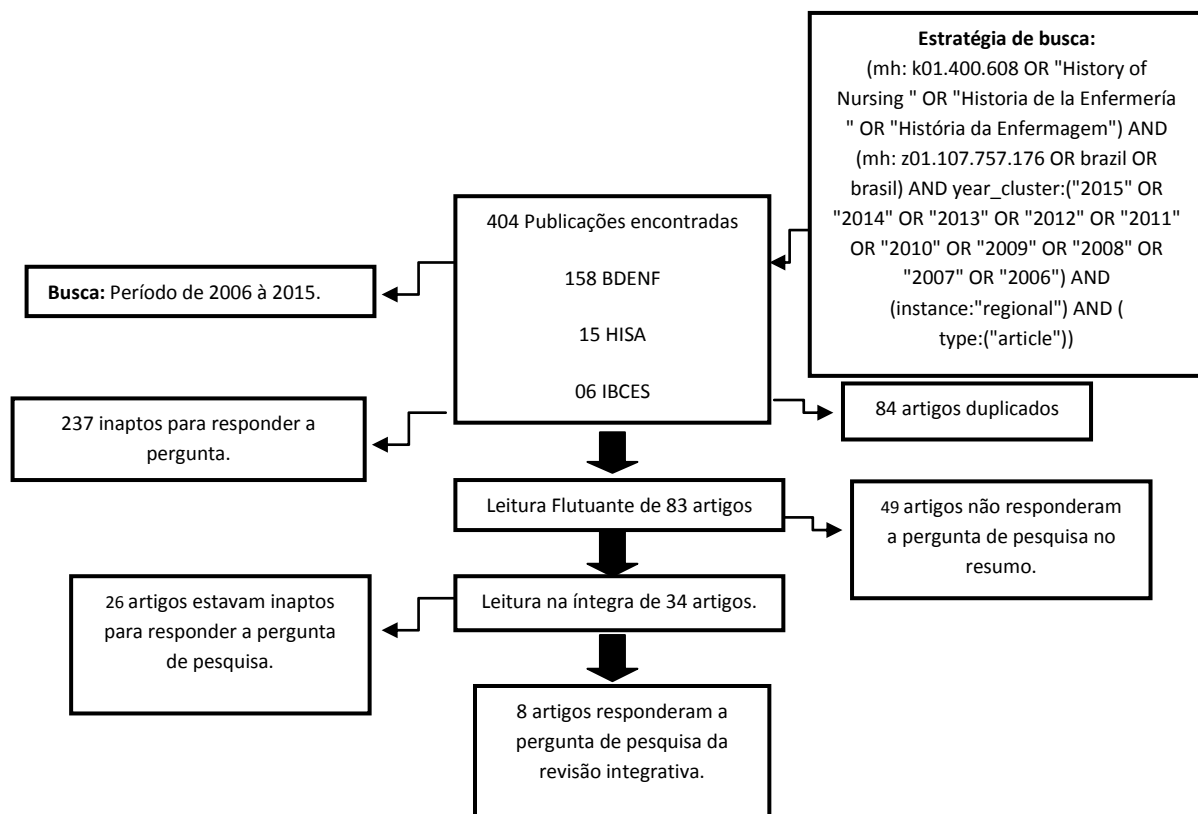 Estratégia de busca:
(mh: k01.400.608 OR "History of
Nursing " OR "Historia de la Enfermería
" OR "História da Enfermagem") AND
(mh: z01.107.757.176 OR brazil OR
brasil) AND year_cluster:("2015" OR
"2014" OR "2013" OR "2012" OR "2011"
OR "2010" OR "2009" OR "2008" OR
"2007" OR "2006") AND
(instance:"regional") AND (
type:("article"))
404 Publicações encontradas
158 BDENF
15 HISA
06 IBCES
Busca: Período de 2006 à 2015.
237 inaptos para responder a
pergunta.
84 artigos duplicados
Leitura Flutuante de 83 artigos
49 artigos não responderam
a pergunta de pesquisa no
resumo.
Leitura na íntegra de 34 artigos.
26 artigos estavam inaptos
para responder a pergunta
de pesquisa.
8 artigos responderam a
pergunta de pesquisa da
revisão integrativa.